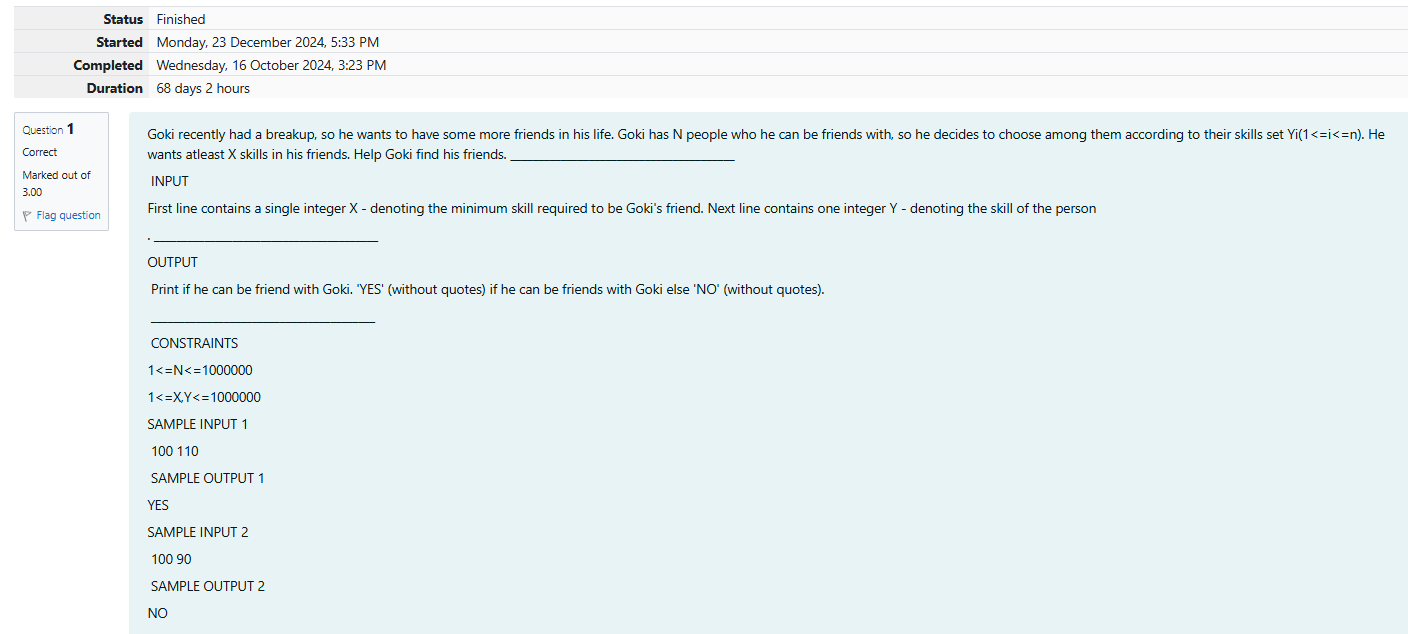 Status Finished
Started Monday, 23 December 2024, 5:33 PM
Completed Wednesday, 16 October 2024, 3:23 PM
Duration 68 days 2 hours
Question 1
Correct
Marked out of
3.00
Flag question
Goki recently had a breakup, so he wants to have some more friends in his life. Goki has N people who he can be friends with, so he decides to choose among them according to their skills set Yi(1<=i<=n). He
wants atleast X skills in his friends. Help Goki find his friends. ________________________________
INPUT
First line contains a single integer X - denoting the minimum skill required to be Goki's friend. Next line contains one integer Y - denoting the skill of the person
. ________________________________
OUTPUT
Print if he can be friend with Goki. 'YES' (without quotes) if he can be friends with Goki else 'NO' (without quotes).
________________________________
CONSTRAINTS
1<=N<=1000000
1<=X,Y<=1000000
SAMPLE INPUT 1
100 110
SAMPLE OUTPUT 1
YES
SAMPLE INPUT 2
100 90
SAMPLE OUTPUT 2
NO